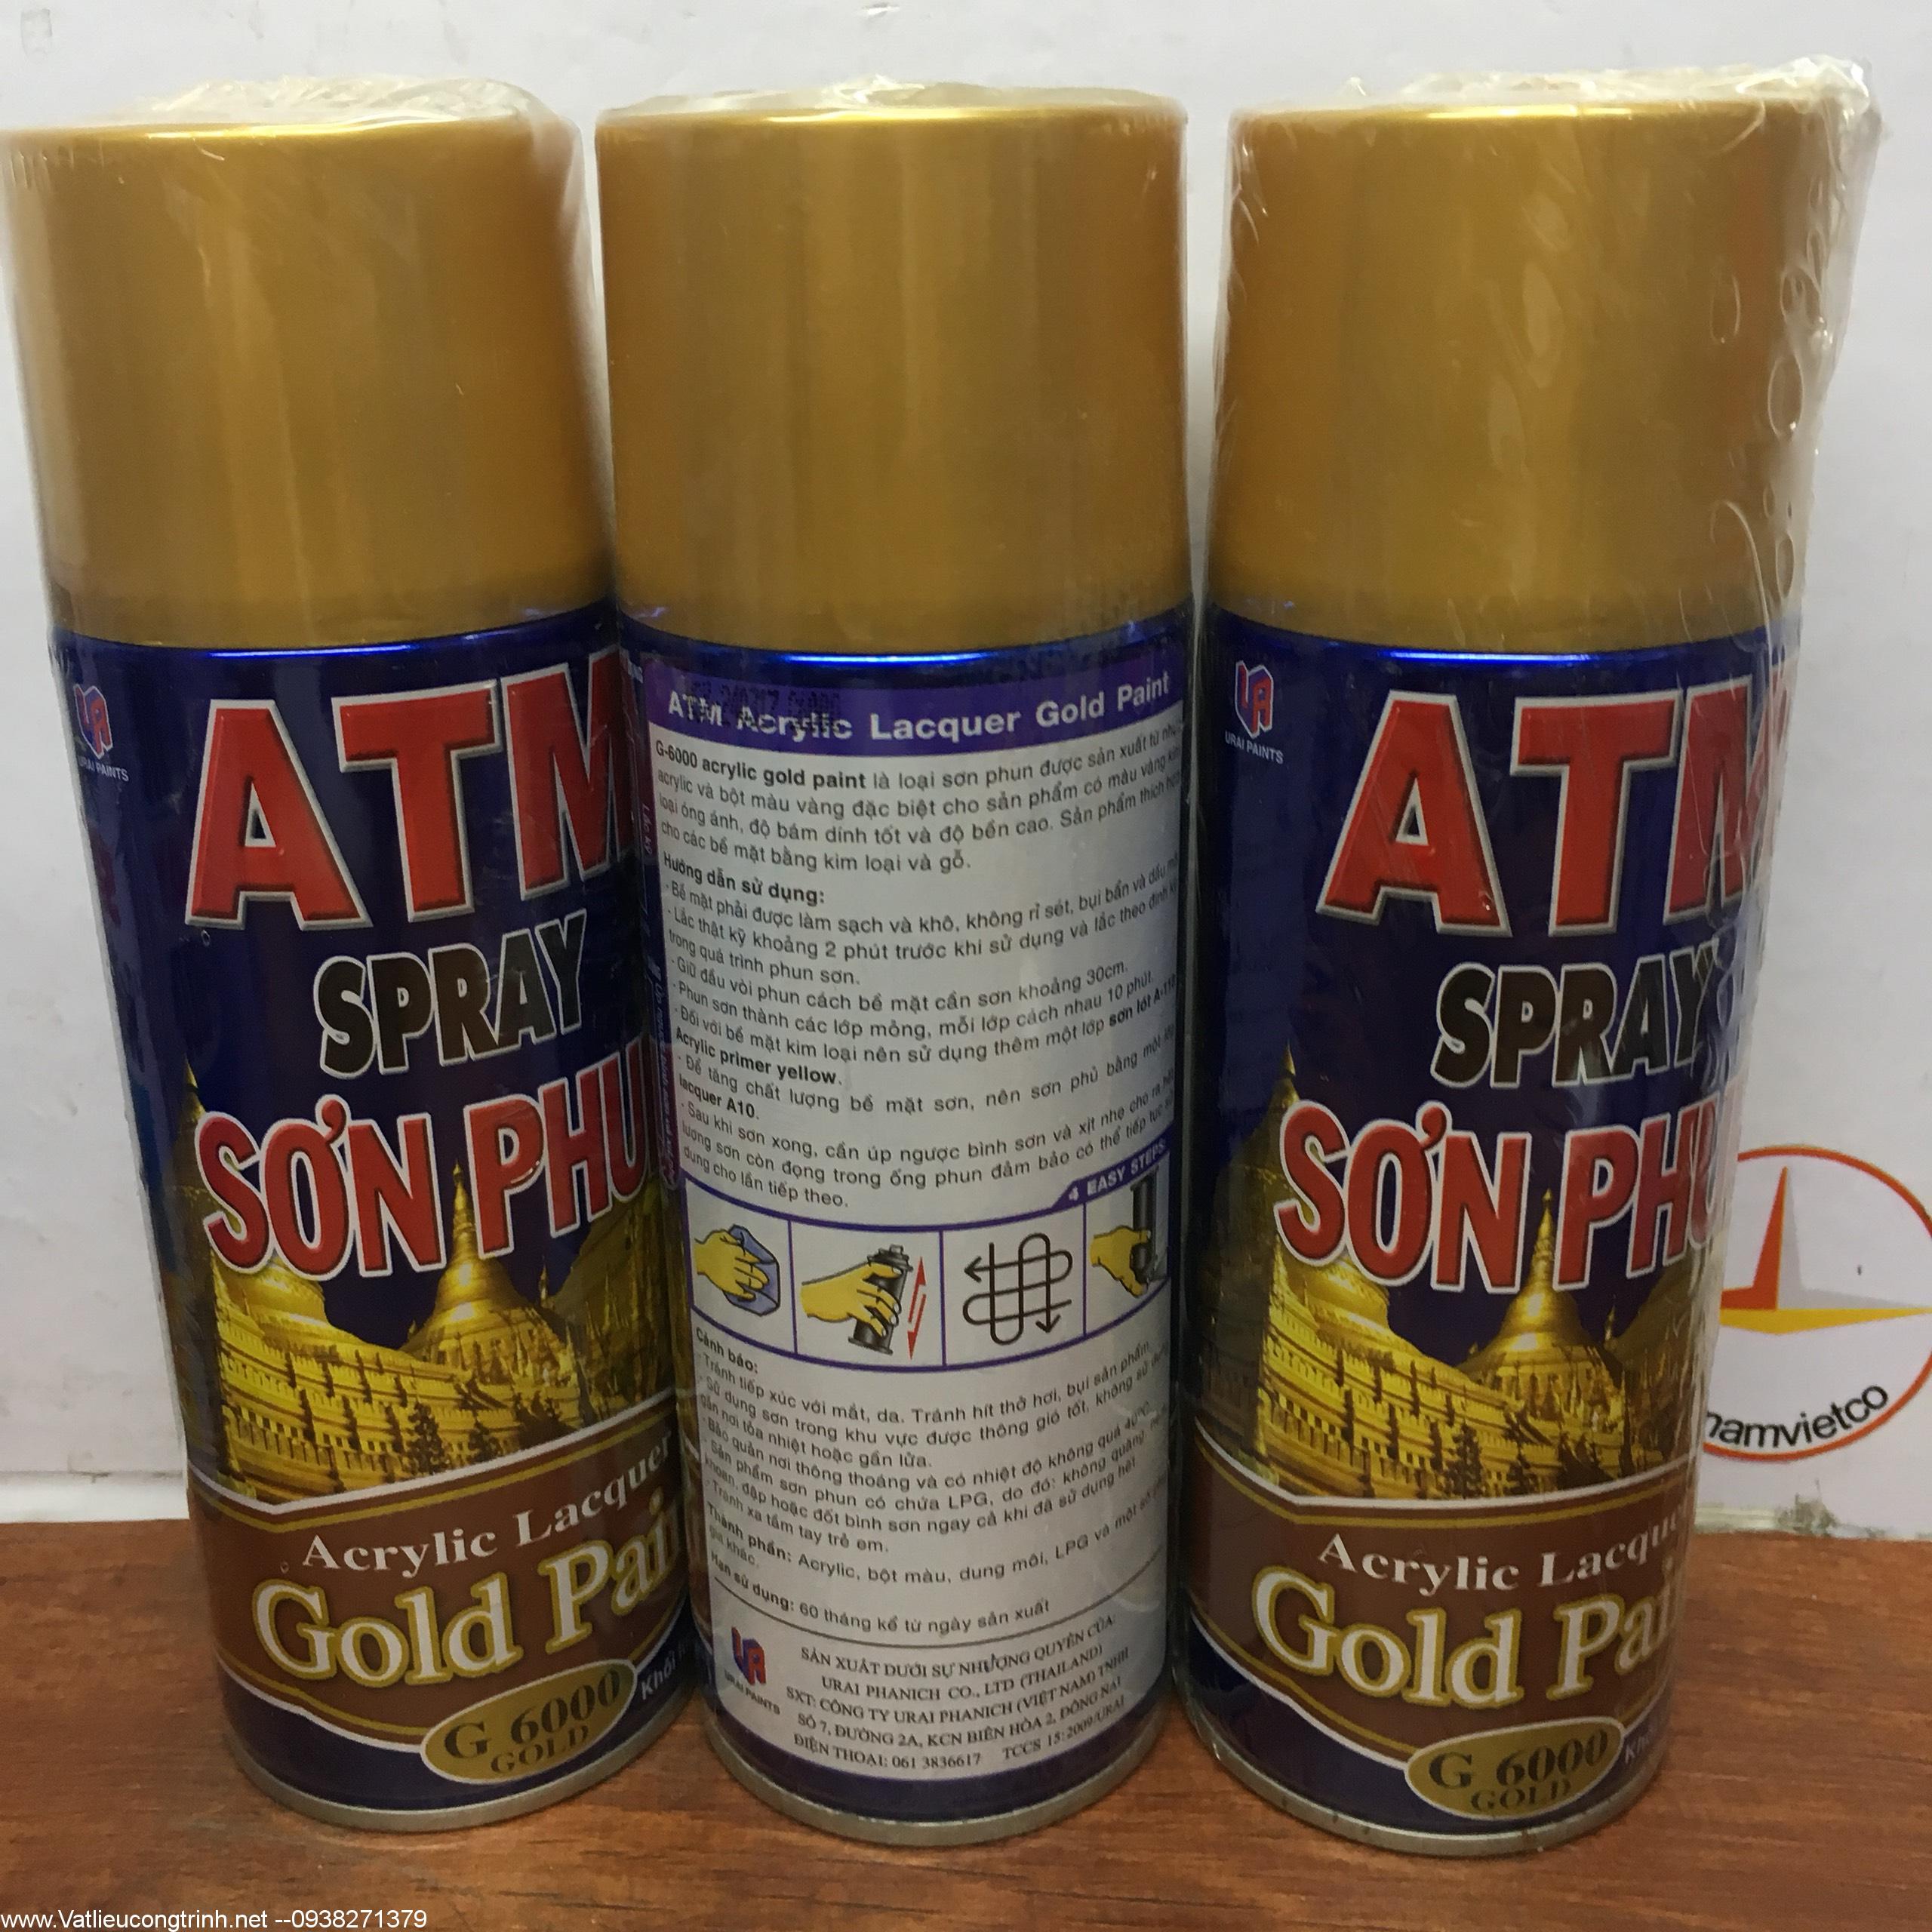 URAI PAINTS
ATM
SPRAY
SƠN PHU
Acrylic Lacquer
Gold Pai
G 6000
GOLD
Khối
ATM Acrylic Lacquer Gold Paint
G-6000 acrylic gold paint là loại sơn phun được sản xuất từ
acrylic và bột màu vàng đặc biệt cho sản phẩm có màu vàng
loại óng ánh, độ bám dính tốt và độ bền cao. Sản phẩm thích
cho các bề mặt bằng kim loại và gỗ.
Hướng dẫn sử dụng:
- Bề mặt phải được làm sạch và khô, không rỉ sét, bụi bẩn và dầu
- Lắc thật kỹ khoảng 2 phút trước khi sử dụng và lắc theo định
trong quá trình phun sơn.
- Giữ đầu vòi phun cách bề mặt cần sơn khoảng 30cm.
- Phun sơn thành các lớp mỏng, mỗi lớp cách nhau 10 phút.
- Đối với bề mặt kim loại nên sử dụng thêm một lớp sơn lót
Acrylic primer yellow.
- Để tăng chất lượng bề mặt sơn, nên sơn phủ bằng một
lacquer A10.
- Sau khi sơn xong, cần úp ngược bình sơn và xịt nhẹ cho ra
lượng sơn còn đọng trong ống phun đảm bảo có thể tiếp tục
dụng cho lần tiếp theo.
4 EASY STEPS
Cảnh báo:
- Tránh tiếp xúc với mắt, da. Tránh hít thở hơi, bụi sản phẩm.
- Sử dụng sơn trong khu vực được thông gió tốt, không sử
gần nơi tỏa nhiệt hoặc gần lửa.
- Bảo quản nơi thông thoáng và có nhiệt độ không quá 40°C.
- Sản phẩm sơn phun có chứa LPG, do đó: không quăng,
khoan, đập hoặc đốt bình sơn ngay cả khi đã sử dụng hết.
- Tránh xa tầm tay trẻ em.
Thành phần: Acrylic, bột màu, dung môi, LPG và một số
gia khác.
Hạn sử dụng: 60 tháng kể từ ngày sản xuất
URAI PAINTS
SẢN XUẤT DƯỚI SỰ NHƯỢNG QUYỀN CỦA:
URAI PHANICH CO., LTD (THAILAND)
SXT: CÔNG TY URAI PHANICH (VIỆT NAM) TNHH
SỐ 7, ĐƯỜNG 2A, KCN BIÊN HÒA 2, ĐỒNG NAI
ĐIỆN THOẠI: 061 3836617 TCCS 15:2009/URAI
URAI PAINTS
ATM
SPRAY
SƠN PHU
Acrylic Lacque
Gold Pai
G 6000
GOLD
namvietco
www.Vatlieucongtrinh.net --0938271379